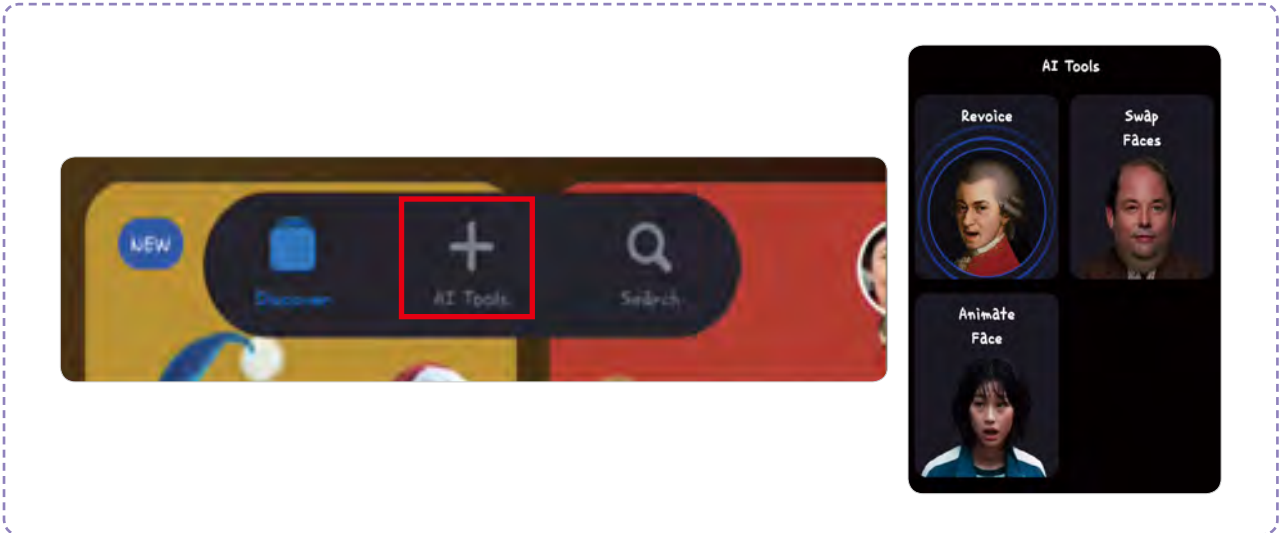 NEW
Discover
AI Tools
Search
AI Tools
Revoice
Swap
Faces
Animate
Face